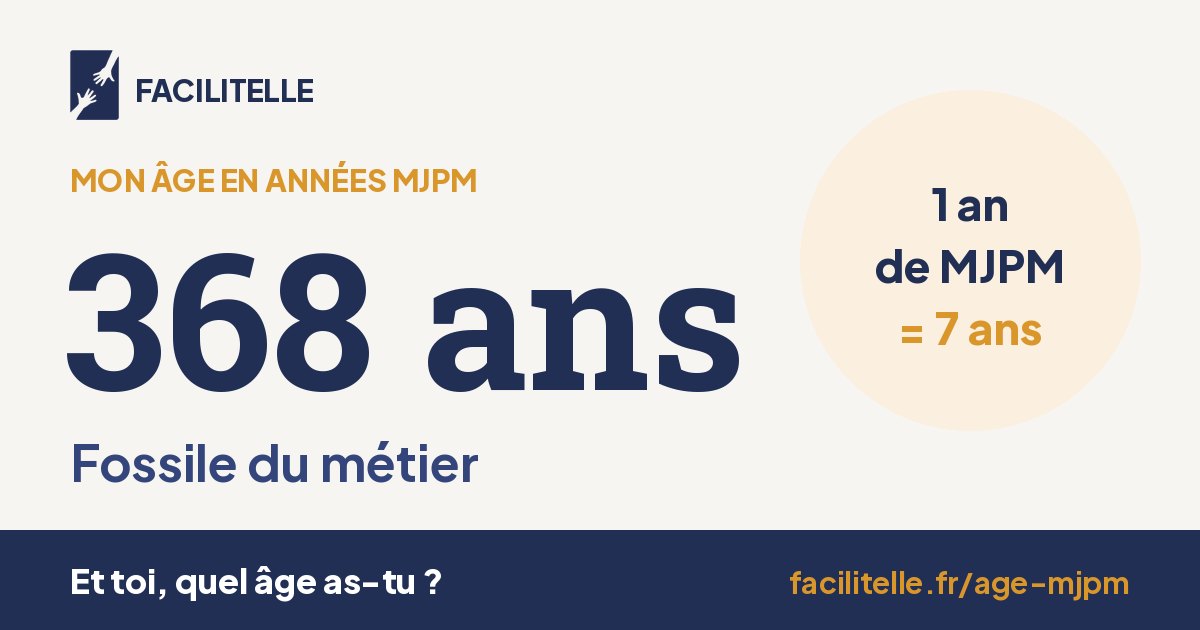 FACILITELLE
MON ÂGE EN ANNÉES MJPM
368 ans
Fossile du métier
1 an
de MJPM
= 7 ans
Et toi, quel âge as-tu ?
facilitelle.fr/age-mjpm